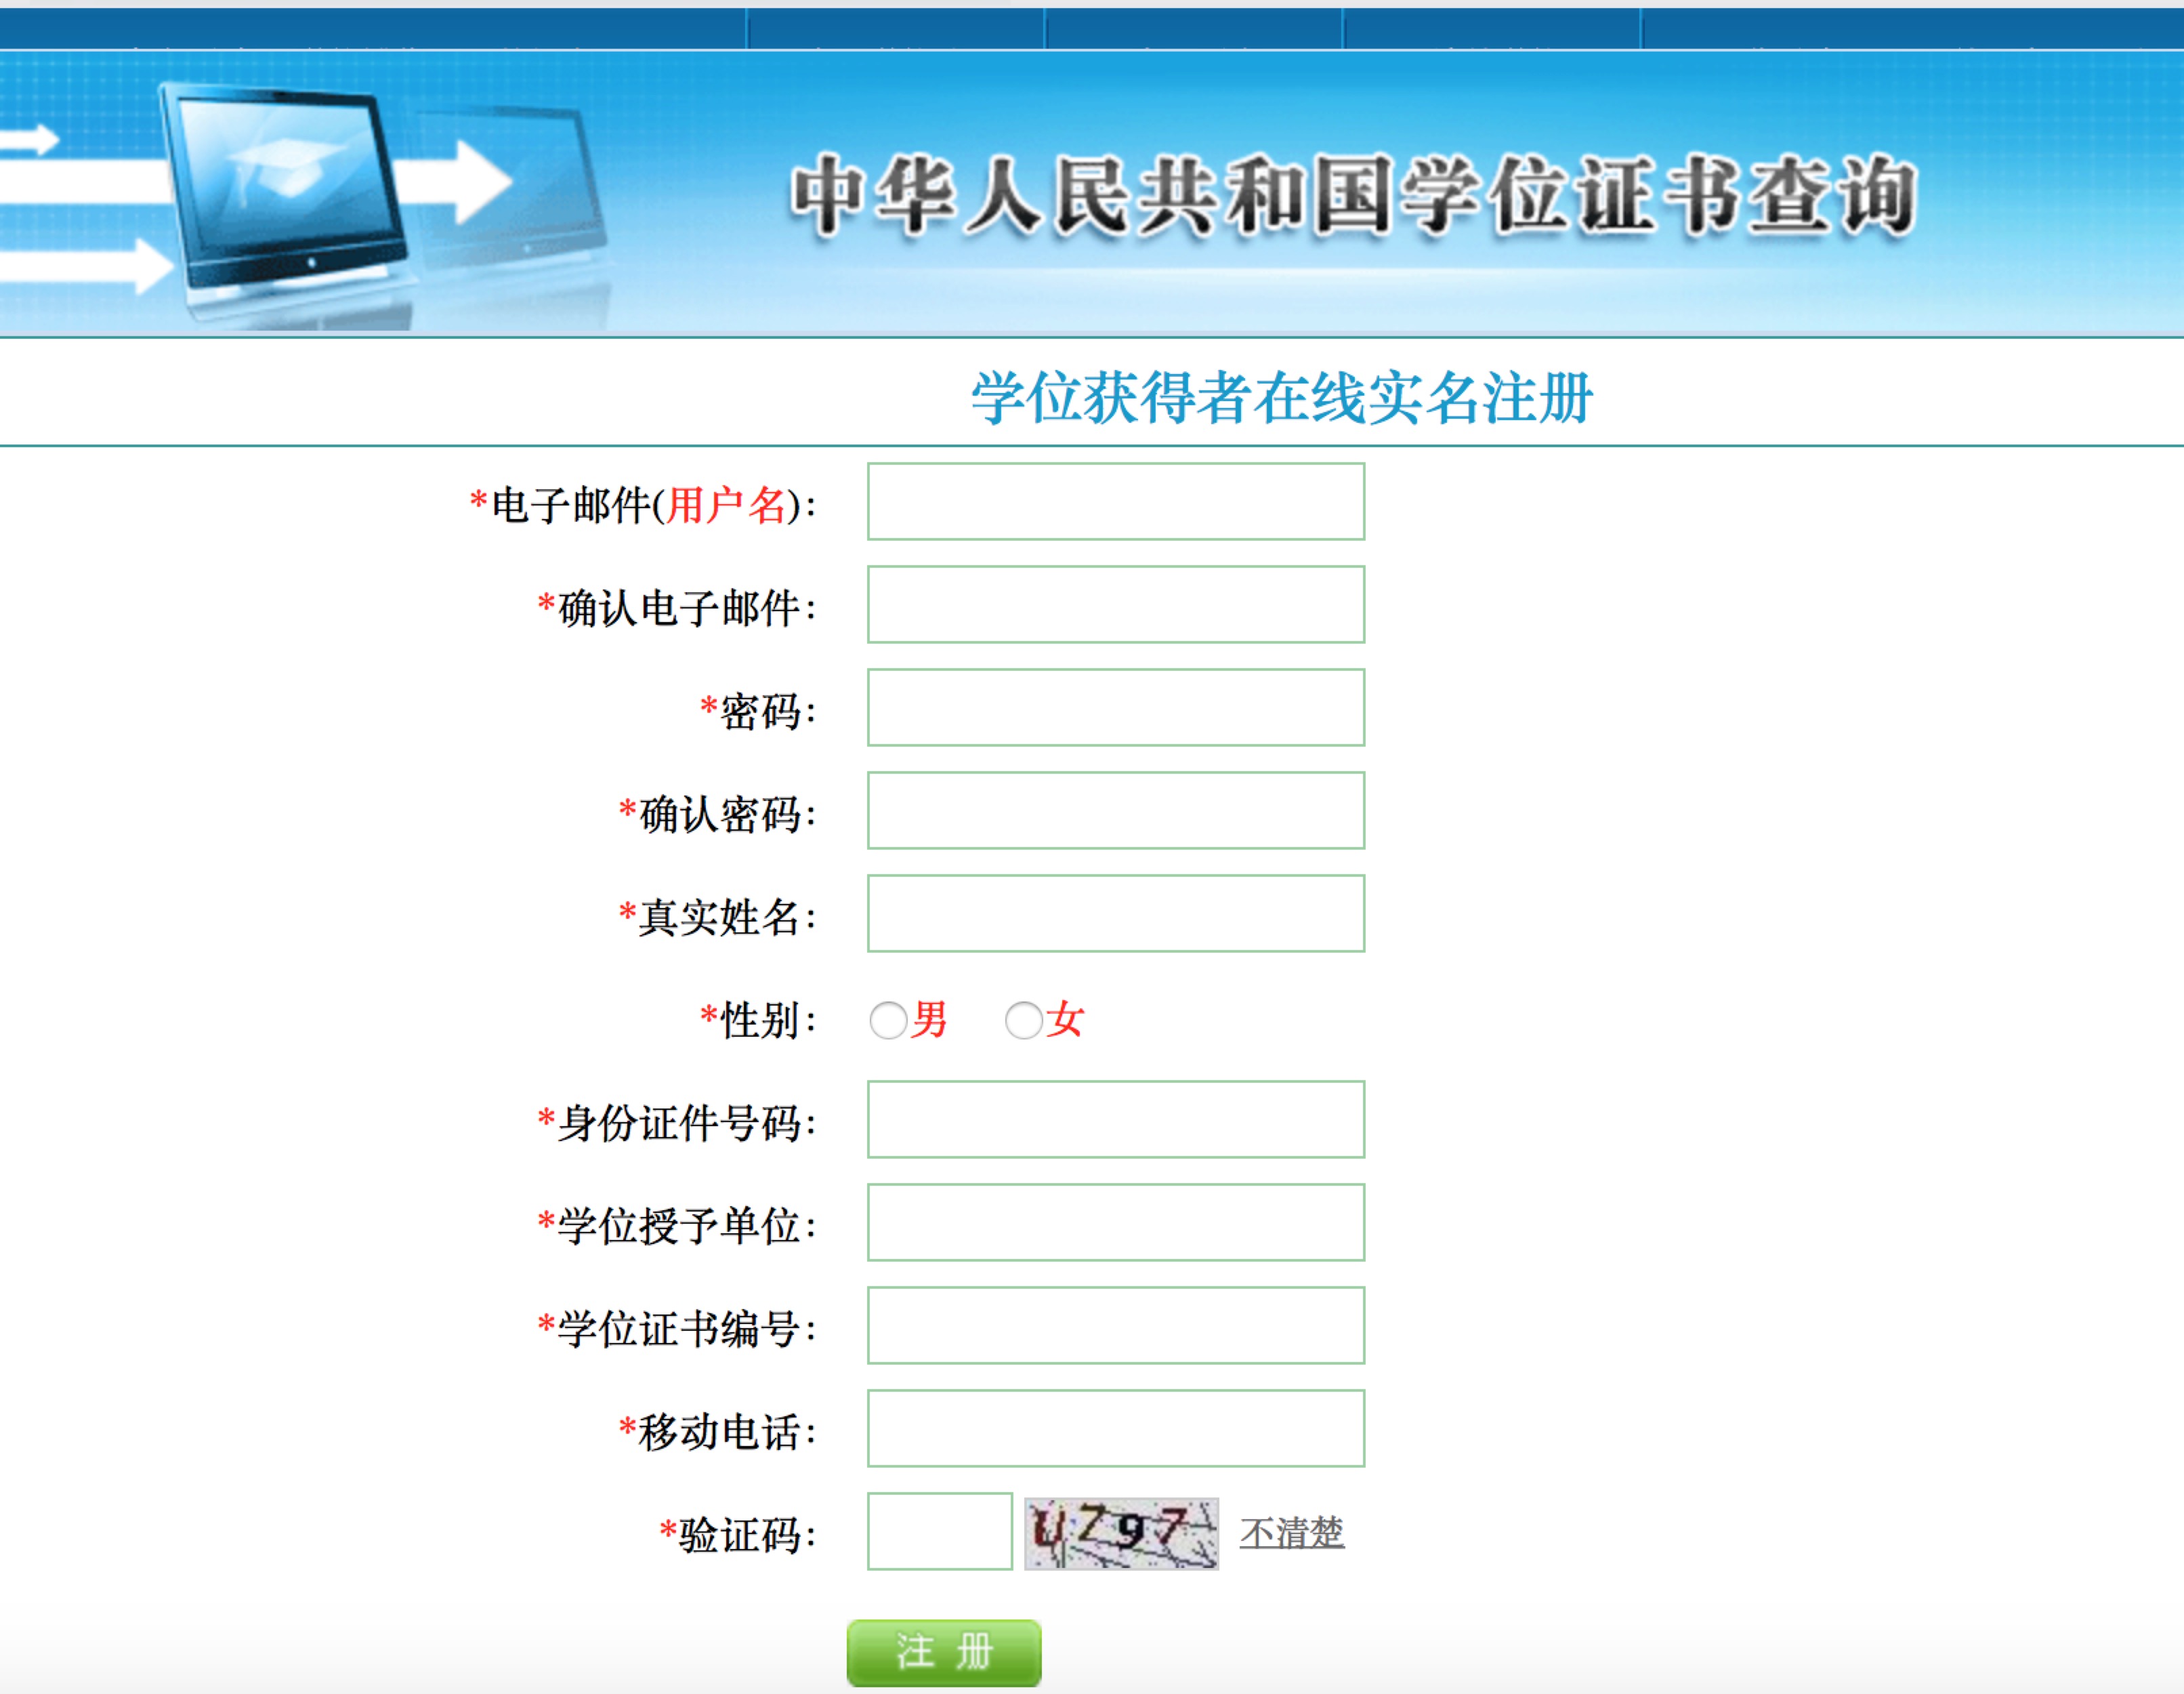 中华人民共和国学位证书查询
学位获得者在线实名注册
*电子邮件(用户名):
*确认电子邮件:
*密码:
*确认密码:
*真实姓名:
*性别: 男 女
*身份证件号码:
*学位授予单位:
*学位证书编号:
*移动电话:
*验证码: UZ97 不清楚
注 册